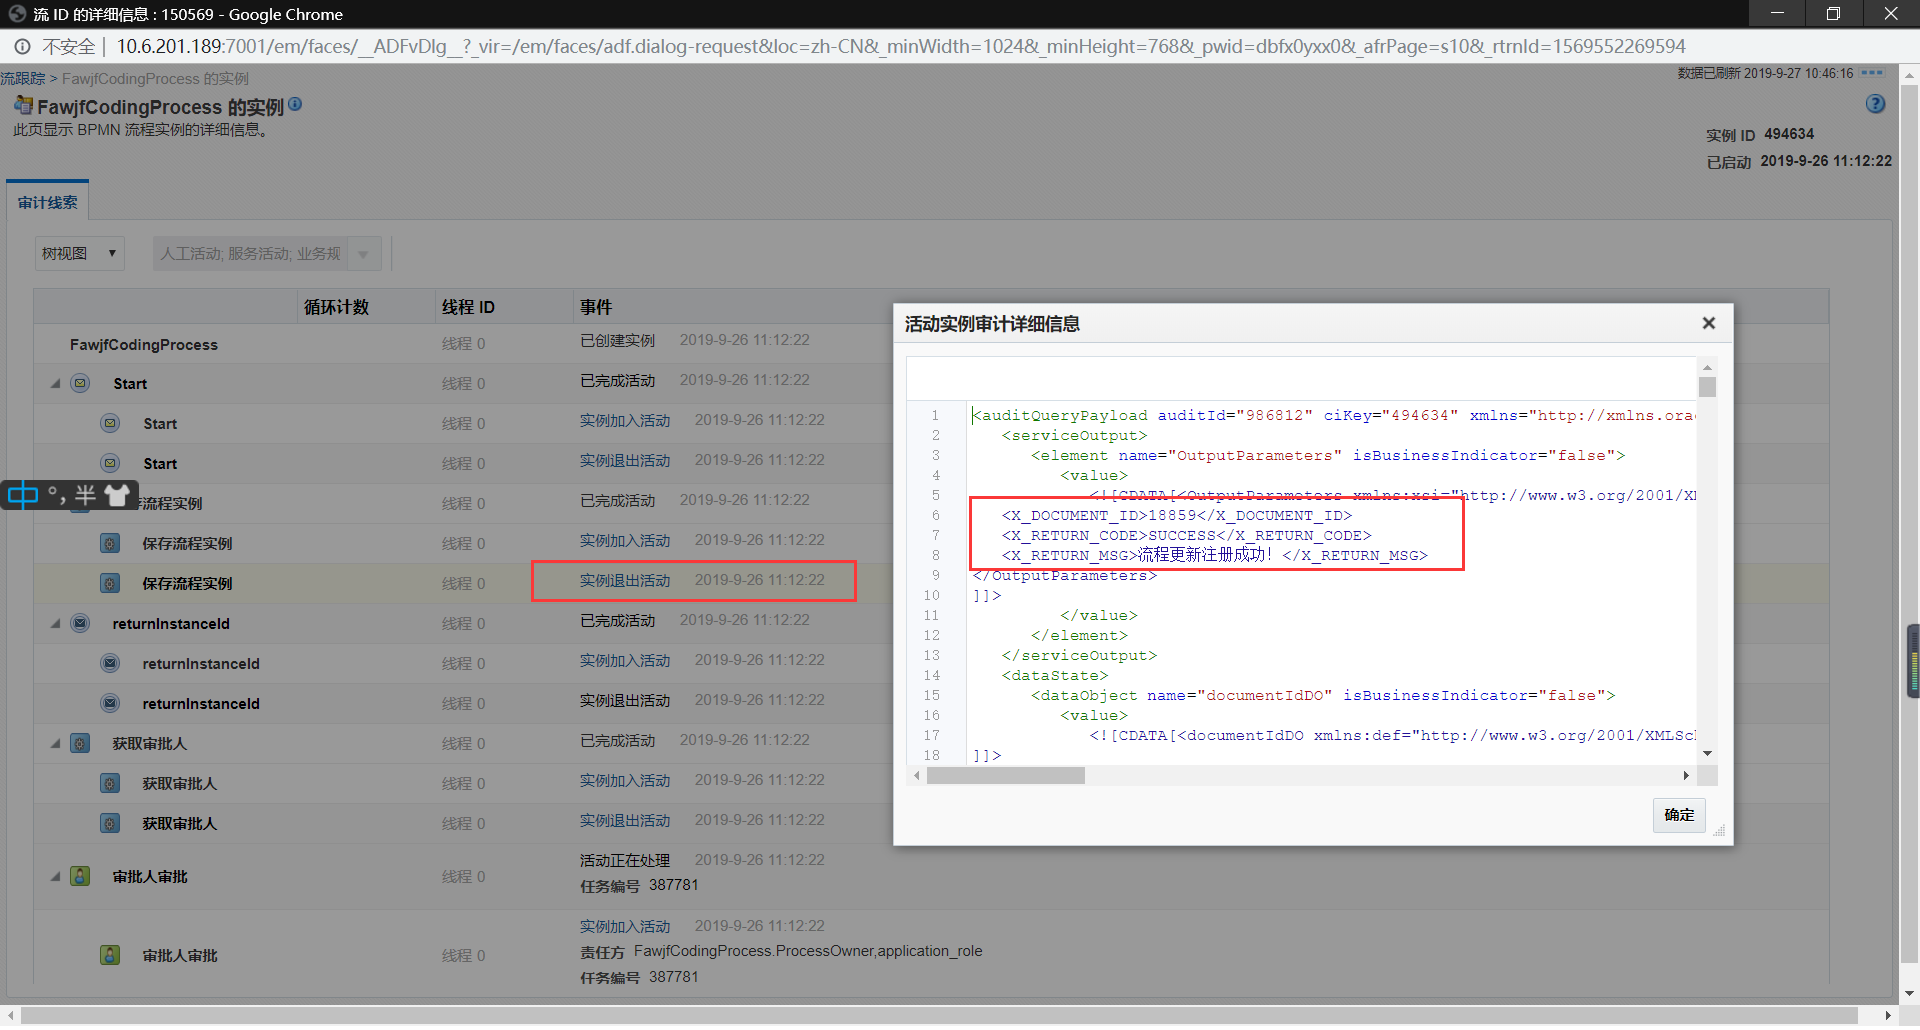 流 ID 的详细信息 : 150569 - Google Chrome
不安全 | 10.6.201.189:7001/em/faces/__ADFvDlg__?_vir=/em/faces/adf.dialog-request&loc=zh-CN&_minWidth=1024&_minHeight=768&_pwid=dbfx0yxx0&_afrPage=s10&_rtrnId=1569552269594
流跟踪 > FawjfCodingProcess 的实例
数据已刷新 2019-9-27 10:46:16
FawjfCodingProcess 的实例
此页显示 BPMN 流程实例的详细信息。
实例 ID 494634
已启动 2019-9-26 11:12:22
审计线索
树视图
人工活动; 服务活动; 业务规
循环计数 线程 ID 事件
FawjfCodingProcess 线程 0 已创建实例 2019-9-26 11:12:22
Start 线程 0 已完成活动 2019-9-26 11:12:22
Start 线程 0 实例加入活动 2019-9-26 11:12:22
Start 线程 0 实例退出活动 2019-9-26 11:12:22
中 °, 半
流程实例 线程 0 已完成活动 2019-9-26 11:12:22
保存流程实例 线程 0 实例加入活动 2019-9-26 11:12:22
保存流程实例 线程 0 实例退出活动 2019-9-26 11:12:22
returnInstanceId 线程 0 已完成活动 2019-9-26 11:12:22
returnInstanceId 线程 0 实例加入活动 2019-9-26 11:12:22
returnInstanceId 线程 0 实例退出活动 2019-9-26 11:12:22
获取审批人 线程 0 已完成活动 2019-9-26 11:12:22
获取审批人 线程 0 实例加入活动 2019-9-26 11:12:22
获取审批人 线程 0 实例退出活动 2019-9-26 11:12:22
审批人审批 线程 0 活动正在处理 2019-9-26 11:12:22
任务编号 387781
审批人审批 线程 0 实例加入活动 2019-9-26 11:12:22
责任方 FawjfCodingProcess.ProcessOwner,application_role
任务编号 387781
活动实例审计详细信息
1 <auditQueryPayload auditId="986812" ciKey="494634" xmlns="http://xmlns.orac
2 <serviceOutput>
3 <element name="OutputParameters" isBusinessIndicator="false">
4 <value>
5 <![CDATA[<OutputParameters xmlns:xsi="http://www.w3.org/2001/XM
6 <X_DOCUMENT_ID>18859</X_DOCUMENT_ID>
7 <X_RETURN_CODE>SUCCESS</X_RETURN_CODE>
8 <X_RETURN_MSG>流程更新注册成功！</X_RETURN_MSG>
9 </OutputParameters>
10 ]]>
11 </value>
12 </element>
13 </serviceOutput>
14 <dataState>
15 <dataObject name="documentIdDO" isBusinessIndicator="false">
16 <value>
17 <![CDATA[<documentIdDO xmlns:def="http://www.w3.org/2001/XMLSc
18 ]]>
确定